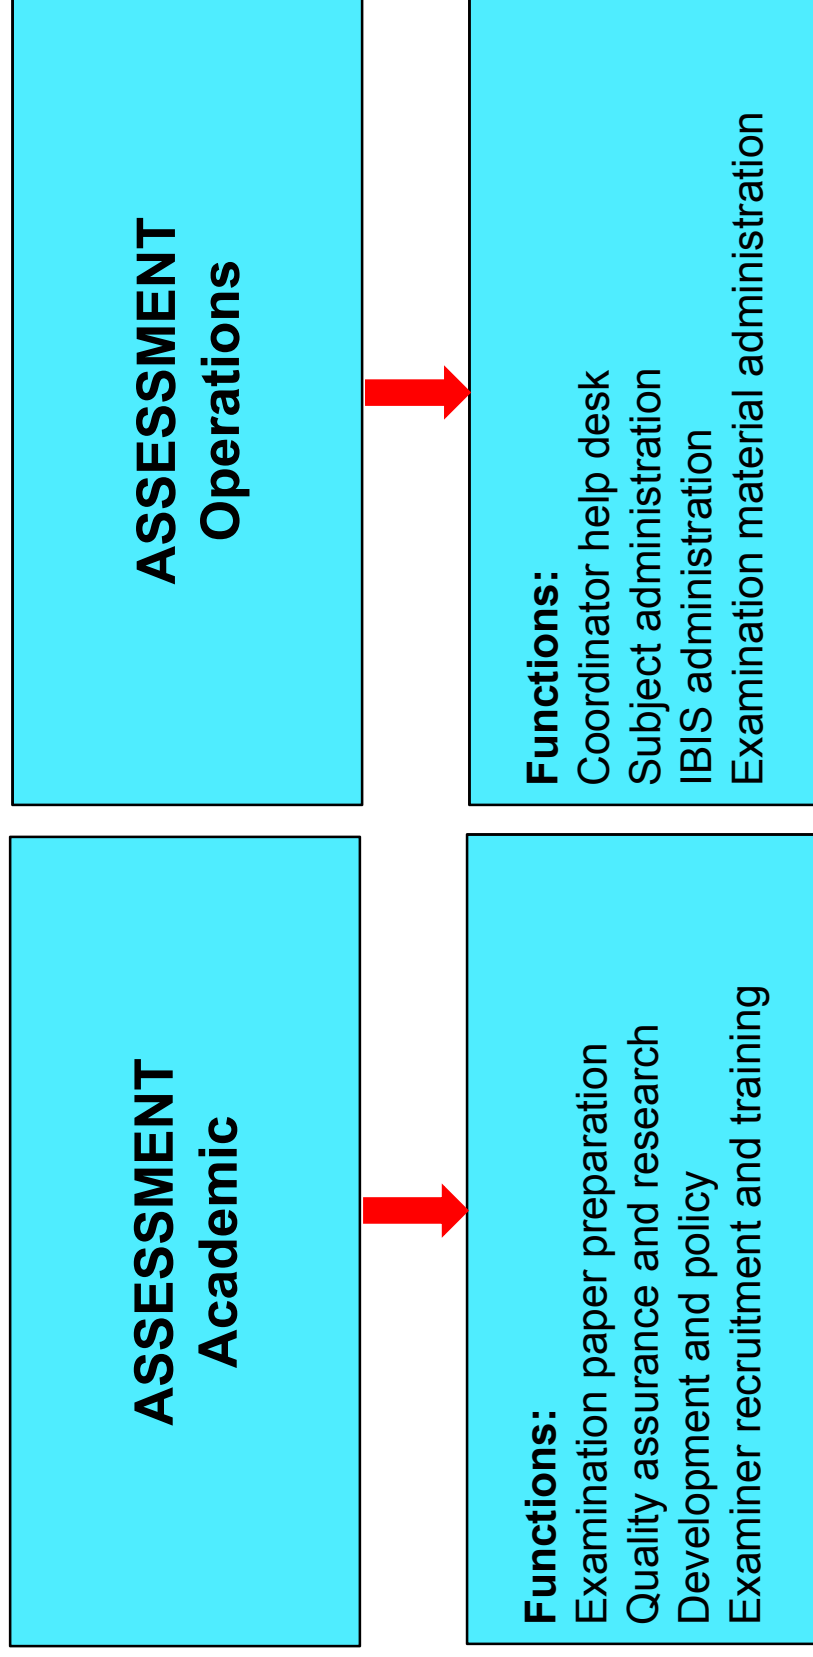 ASSESSMENT
Academic
Functions:
Examination paper preparation
Quality assurance and research
Development and policy
Examiner recruitment and training
ASSESSMENT
Operations
Functions:
Coordinator help desk
Subject administration
IBIS administration
Examination material administration